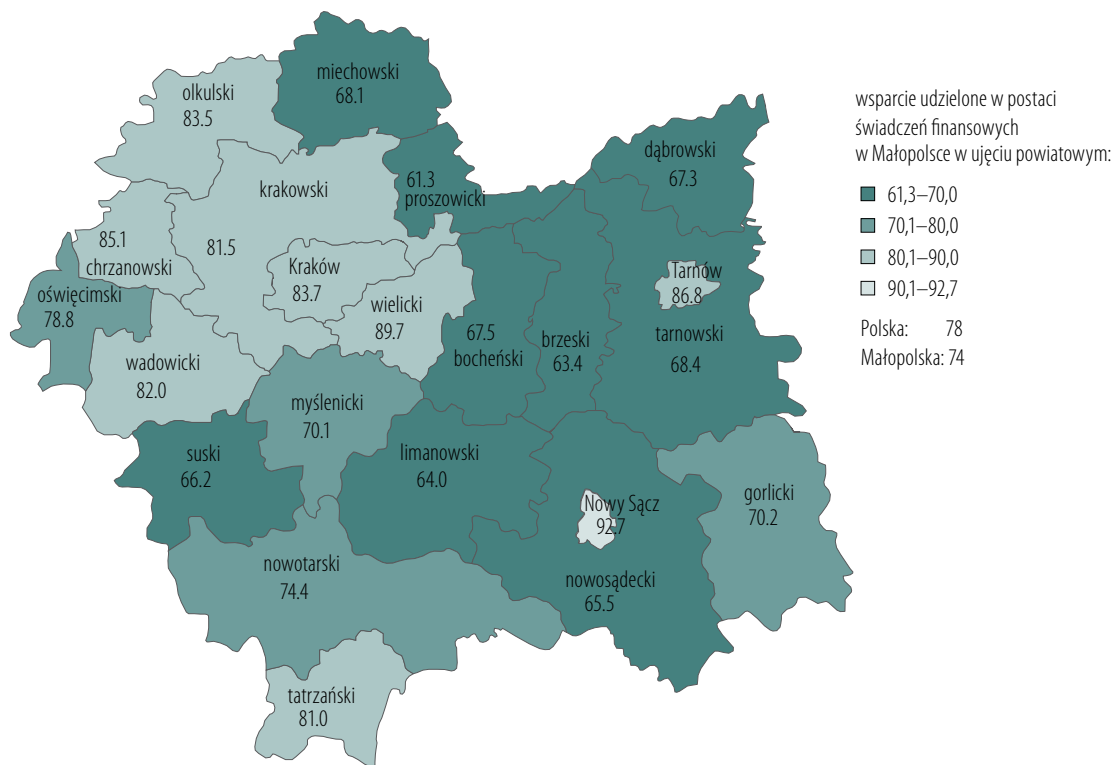 miechowski
68.1
olkulski
83.5
dąbrowski
67.3
krakowski
81.5
61.3
proszowicki
85.1
chrzanowski
Kraków
83.7
Tarnów
86.8
oświęcimski
78.8
wielicki
89.7
67.5
bocheński
brzeski
63.4
tarnowski
68.4
wadowicki
82.0
myślenicki
70.1
suski
66.2
limanowski
64.0
Nowy Sącz
92.7
gorlicki
70.2
nowotarski
74.4
nowosądecki
65.5
tatrzański
81.0
wsparcie udzielone w postaci
świadczeń finansowych
w Małopolsce w ujęciu powiatowym:
61,3–70,0
70,1–80,0
80,1–90,0
90,1–92,7
Polska: 78
Małopolska: 74